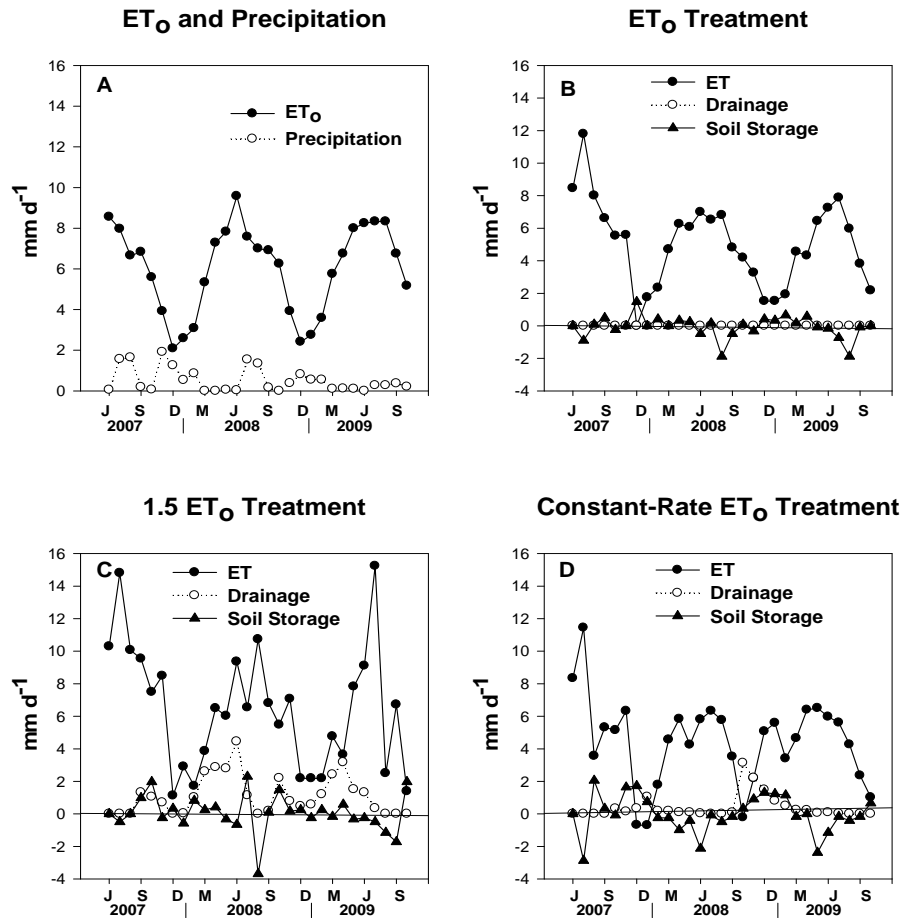 ETO and Precipitation
A
ETO
Precipitation
mm d-1
16
14
12
10
8
6
4
2
0
J S D M J S D M J S
2007 | 2008 | 2009
ETO Treatment
B
ET
Drainage
Soil Storage
16
14
12
10
8
6
4
2
0
-2
-4
J S D M J S D M J S
2007 | 2008 | 2009
1.5 ETO Treatment
C
ET
Drainage
Soil Storage
mm d-1
16
14
12
10
8
6
4
2
0
-2
-4
J S D M J S D M J S
2007 | 2008 | 2009
Constant-Rate ETO Treatment
D
ET
Drainage
Soil Storage
mm d-1
16
14
12
10
8
6
4
2
0
-2
-4
J S D M J S D M J S
2007 | 2008 | 2009